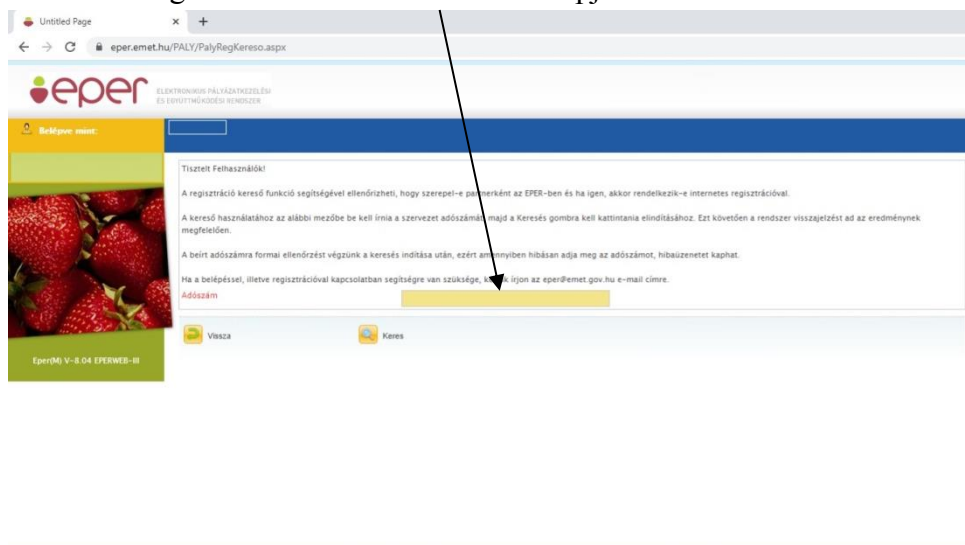 Untitled Page
eper.emet.hu/PALY/PalyRegKereso.aspx
eper
ELEKTRONIKUS PÁLYÁZATKEZELÉSI
ÉS EGYÜTTMŰKÖDÉSI RENDSZER
Belépve mint:
Tisztelt Felhasználók!
A regisztráció kereső funkció segítségével ellenőrizheti, hogy szerepel-e partnerként az EPER-ben és ha igen, akkor rendelkezik-e internetes regisztrációval.
A kereső használatához az alábbi mezőbe be kell írnia a szervezet adószámát, majd a Keresés gombra kell kattintania elindításához. Ezt követően a rendszer visszajelzést ad az eredménynek
megfelelően.
A beírt adószámra formai ellenőrzést végzünk a keresés indítása után, ezért amennyiben hibásan adja meg az adószámot, hibaüzenetet kaphat.
Ha a belépéssel, illetve regisztrációval kapcsolatban segítségre van szüksége, írjon az eper@emet.gov.hu e-mail címre.
Adószám
Vissza
Keres
Eper(M) V-8.04 EPERWEB-III